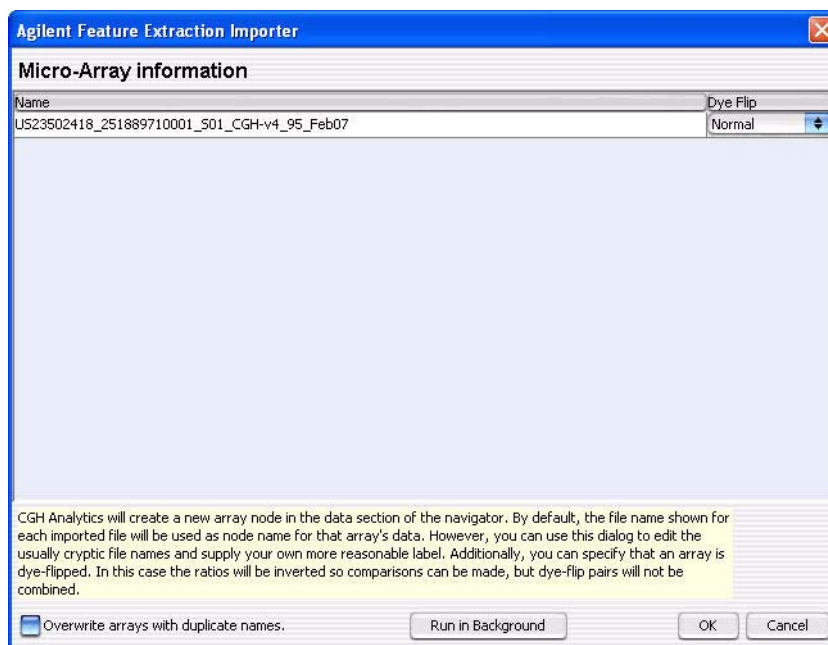 Agilent Feature Extraction Importer
Micro-Array information
Name Dye Flip
US23502418_251889710001_S01_CGH-v4_95_Feb07 Normal
CGH Analytics will create a new array node in the data section of the navigator. By default, the file name shown for
each imported file will be used as node name for that array's data. However, you can use this dialog to edit the
usually cryptic file names and supply your own more reasonable label. Additionally, you can specify that an array is
dye-flipped. In this case the ratios will be inverted so comparisons can be made, but dye-flip pairs will not be
combined.
Overwrite arrays with duplicate names. Run in Background OK Cancel